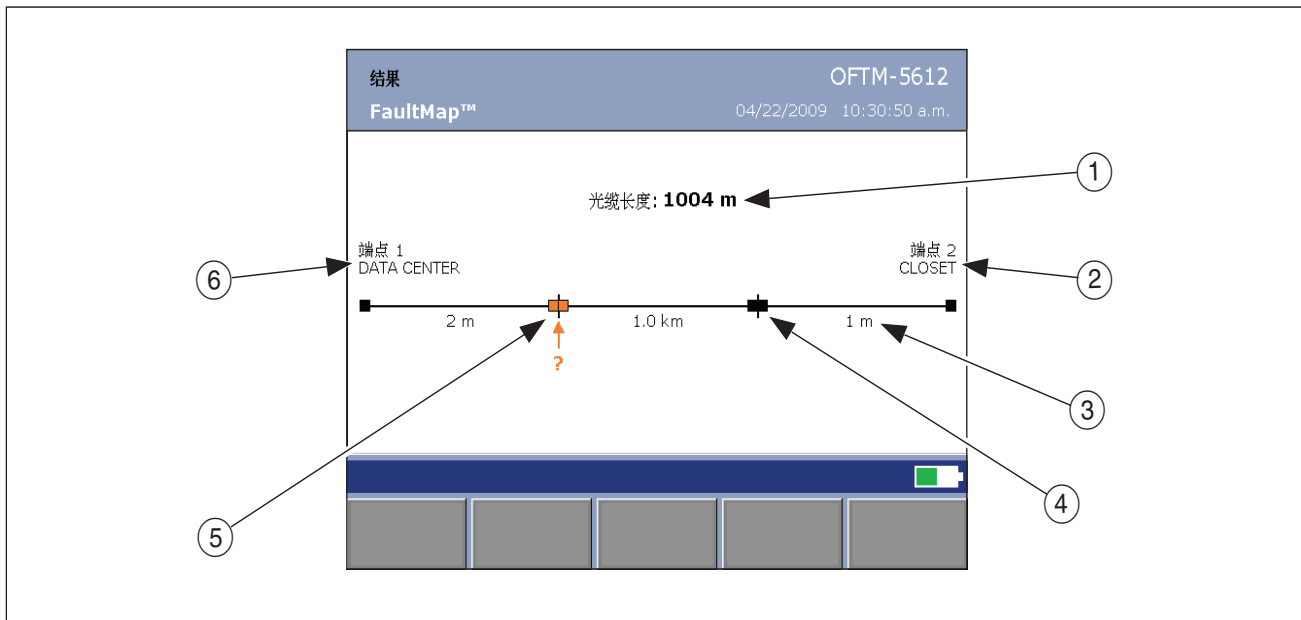 结果
OFTM-5612
FaultMap™
04/22/2009 10:30:50 a.m.
①
光缆长度: 1004 m
端点 1
DATA CENTER
端点 2
CLOSET
⑥
②
2 m
1.0 km
1 m
?
③
⑤
④